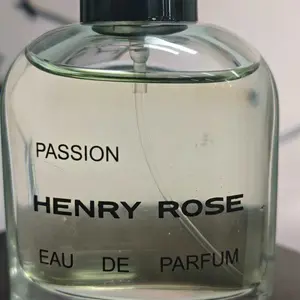 PASSION
HENRY ROSE
EAU DE PARFUM